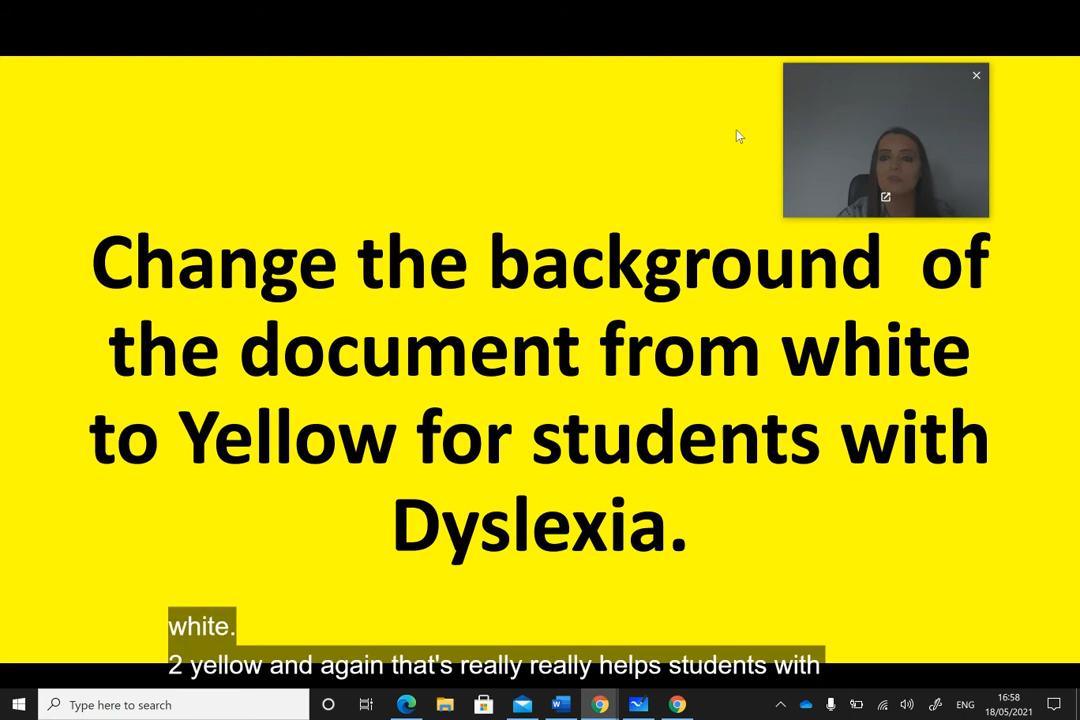 Change the background  of
the document from white
to Yellow for students with
Dyslexia.
white.
2 yellow and again that's really really helps students with
Type here to search
ENG
16:58
18/05/2021